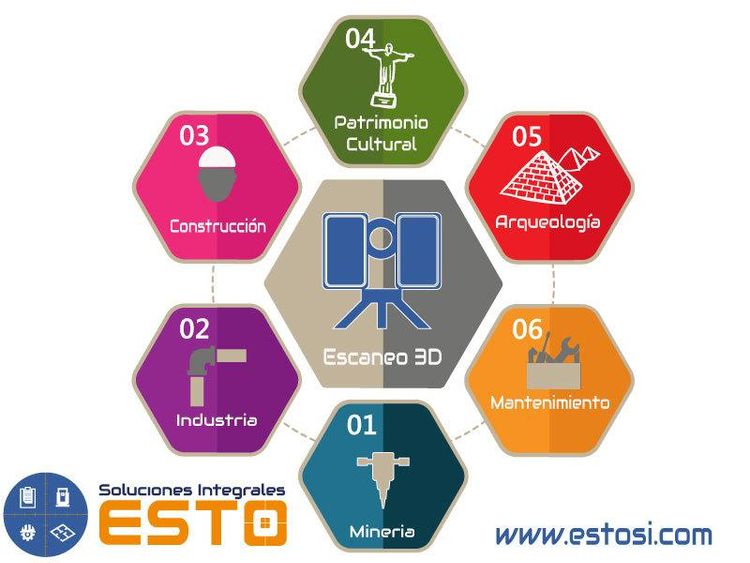 04
Patrimonio
Cultural
03
Construcción
05
Arqueología
Escaneo 3D
02
Industria
06
Mantenimiento
01
Mineria
Soluciones Integrales
ESTO
www.estosi.com